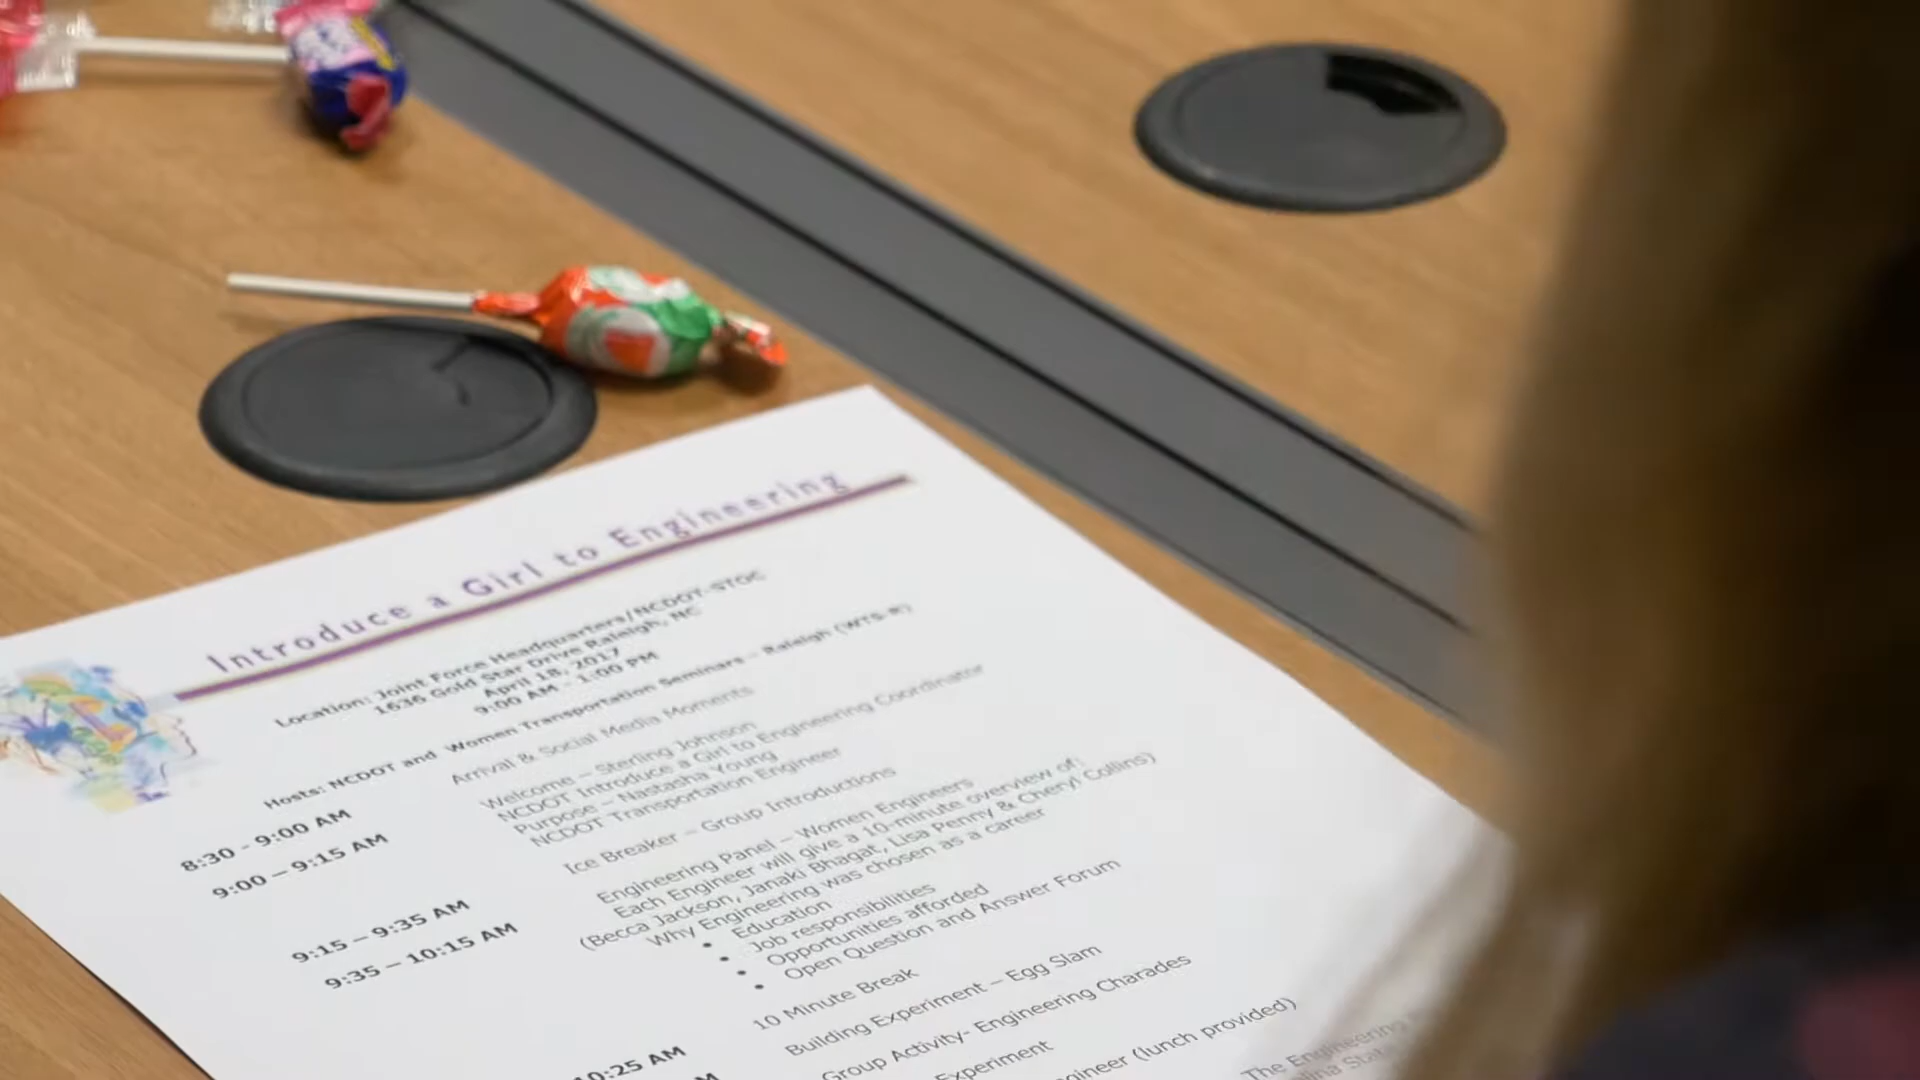 Introduce a Girl to Engineering
Location: Joint Force Headquarters/NCDOT-STOC
1636 Gold Star Drive Raleigh, NC
April 18, 2017
9:00 AM - 1:00 PM
Hosts: NCDOT and Women Transportation Seminars – Raleigh
8:30 - 9:00 AM Arrival & Social Media Moments
9:00 – 9:15 AM Welcome – Sterling Johnson
NCDOT Introduce a Girl to Engineering Coordinator
Purpose – Nastasha Young
NCDOT Transportation Engineer
9:15 – 9:35 AM Ice Breaker – Group Introductions
9:35 – 10:15 AM Engineering Panel – Women Engineers
Each Engineer will give a 10-minute overview of:
(Becca Jackson, Janaki Bhagat, Lisa Penny & Cheryl Collins)
Why Engineering was chosen as a career
• Education
• Job responsibilities
• Opportunities afforded
• Open Question and Answer Forum
10 Minute Break
10:25 AM Building Experiment – Egg Slam
AM Group Activity- Engineering Charades
Experiment
(lunch provided)
The Engineering